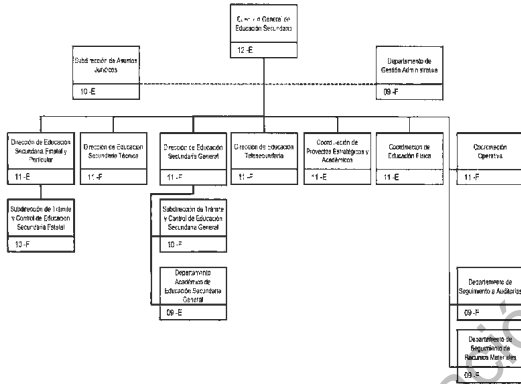 Dirección General de
Educación Secundaria
12 -E
Subdirección de Asuntos
Jurídicos
10 -E
Departamento de
Gestión Administrativa
09 -F
Dirección de Educación
Secundaria Estatal y
Particular
11 -E
Dirección de Educación
Secundaria Técnica
11 -F
Dirección de Educación
Secundaria General
11 -F
Dirección de Educación
Telesecundaria
11 -F
Coordinación de
Proyectos Estratégicos y
Académicos
11 -E
Coordinación de
Educación Física
11 -E
Coordinación
Operativa
11 -F
Subdirección de Trámite
y Control de Educación
Secundaria Estatal
10 -F
Subdirección de Trámite
y Control de Educación
Secundaria General
10 -F
Departamento
Académico de
Educación Secundaria
General
09 -E
Departamento de
Seguimiento a Auditorías
09 -F
Departamento de
Seguimiento de
Recursos Materiales
09 -F